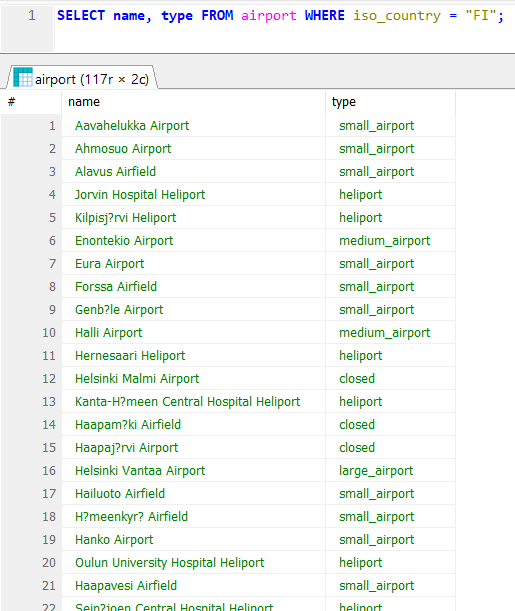 1 SELECT name, type FROM airport WHERE iso_country = "FI";
airport (117r × 2c)
# name type
1 Aavahelukka Airport small_airport
2 Ahmosuo Airport small_airport
3 Alavus Airfield small_airport
4 Jorvin Hospital Heliport heliport
5 Kilpisj?rvi Heliport heliport
6 Enontekio Airport medium_airport
7 Eura Airport small_airport
8 Forssa Airfield small_airport
9 Genb?le Airport small_airport
10 Halli Airport medium_airport
11 Hernesaari Heliport heliport
12 Helsinki Malmi Airport closed
13 Kanta-H?meen Central Hospital Heliport heliport
14 Haapam?ki Airfield closed
15 Haapaj?rvi Airport closed
16 Helsinki Vantaa Airport large_airport
17 Hailuoto Airfield small_airport
18 H?meenkyr? Airfield small_airport
19 Hanko Airport small_airport
20 Oulun University Hospital Heliport heliport
21 Haapavesi Airfield small_airport
22 Sein?joen Central Hospital Heliport heliport